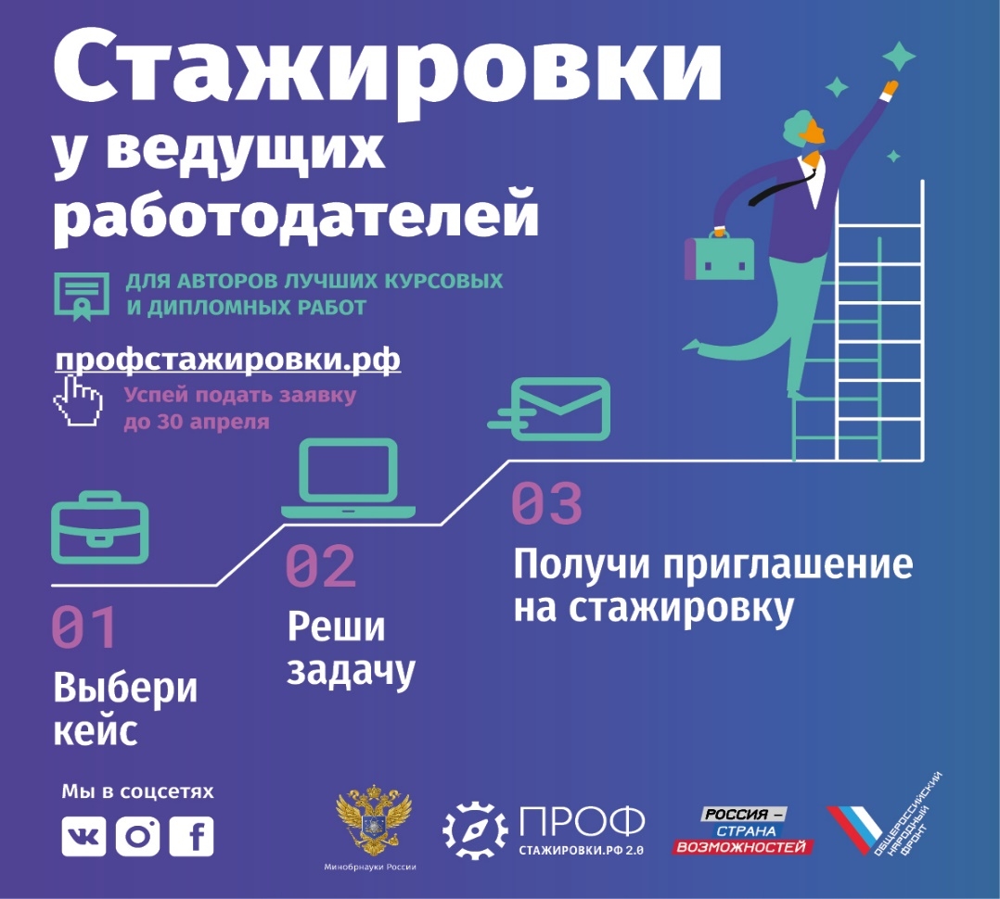 Стажировки
у ведущих
работодателей
ДЛЯ АВТОРОВ ЛУЧШИХ КУРСОВЫХ
И ДИПЛОМНЫХ РАБОТ
профстажировки.рф
Успей подать заявку
до 30 апреля
01
Выбери
кейс
02
Реши
задачу
03
Получи приглашение
на стажировку
Мы в соцсетях
Минобрнауки России
ПРОФ
СТАЖИРОВКИ.РФ 2.0
РОССИЯ –
СТРАНА
ВОЗМОЖНОСТЕЙ
ОБЩЕРОССИЙСКИЙ
НАРОДНЫЙ
ФРОНТ